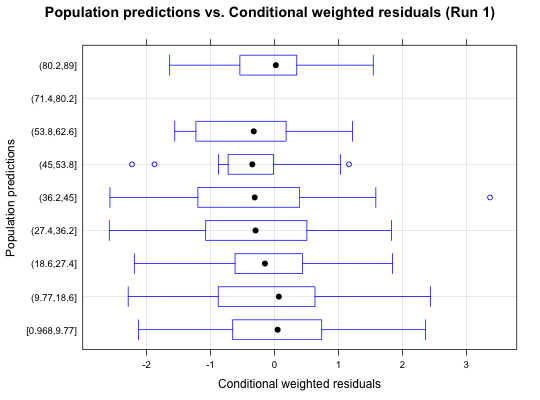 Population predictions vs. Conditional weighted residuals (Run 1)
Population predictions
(80.2,89]
(71.4,80.2]
(53.8,62.6]
(45,53.8]
(36.2,45]
(27.4,36.2]
(18.6,27.4]
(9.77,18.6]
[0.968,9.77]
-2 -1 0 1 2 3
Conditional weighted residuals